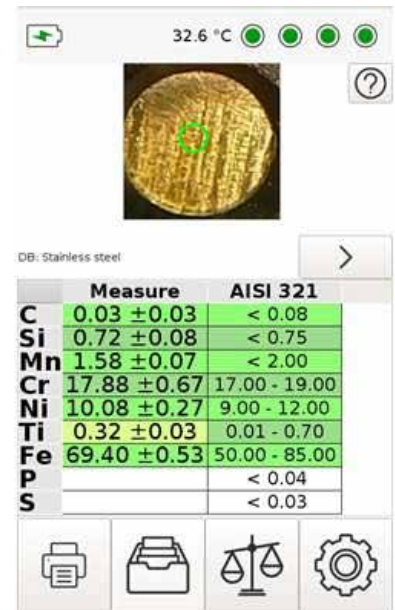 32.6 °C
?
DB: Stainless steel
Measure AISI 321
C 0.03 ±0.03 < 0.08
Si 0.72 ±0.08 < 0.75
Mn 1.58 ±0.07 < 2.00
Cr 17.88 ±0.67 17.00 - 19.00
Ni 10.08 ±0.27 9.00 - 12.00
Ti 0.32 ±0.03 0.01 - 0.70
Fe 69.40 ±0.53 50.00 - 85.00
P < 0.04
S < 0.03